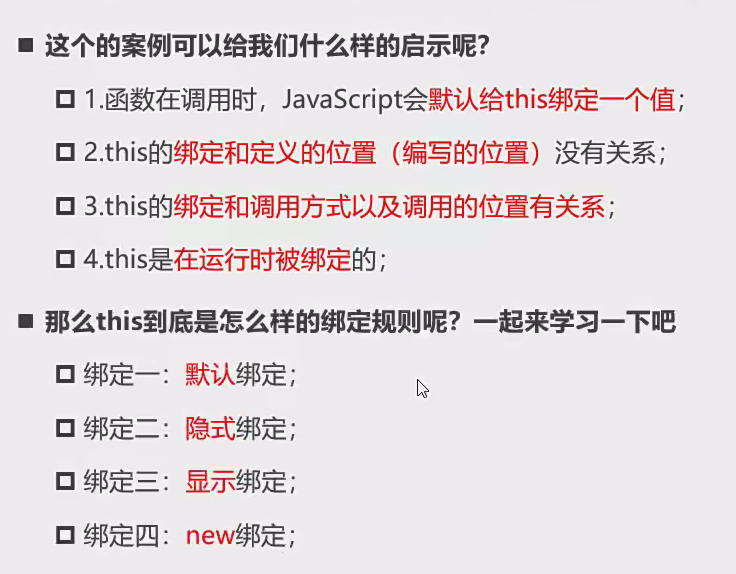 这个的案例可以给我们什么样的启示呢？
1.函数在调用时，JavaScript会默认给this绑定一个值；
2.this的绑定和定义的位置（编写的位置）没有关系；
3.this的绑定和调用方式以及调用的位置有关系；
4.this是在运行时被绑定的；
那么this到底是怎么样的绑定规则呢？一起来学习一下吧
绑定一：默认绑定；
绑定二：隐式绑定；
绑定三：显示绑定；
绑定四：new绑定；